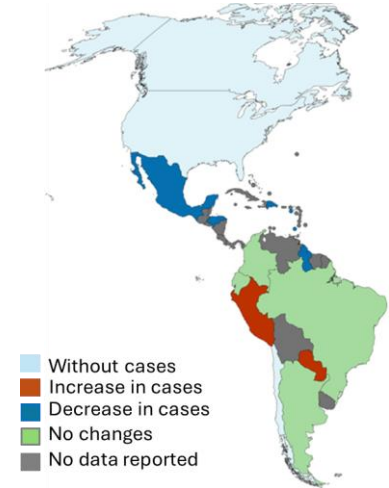 Without cases
Increase in cases
Decrease in cases
No changes
No data reported